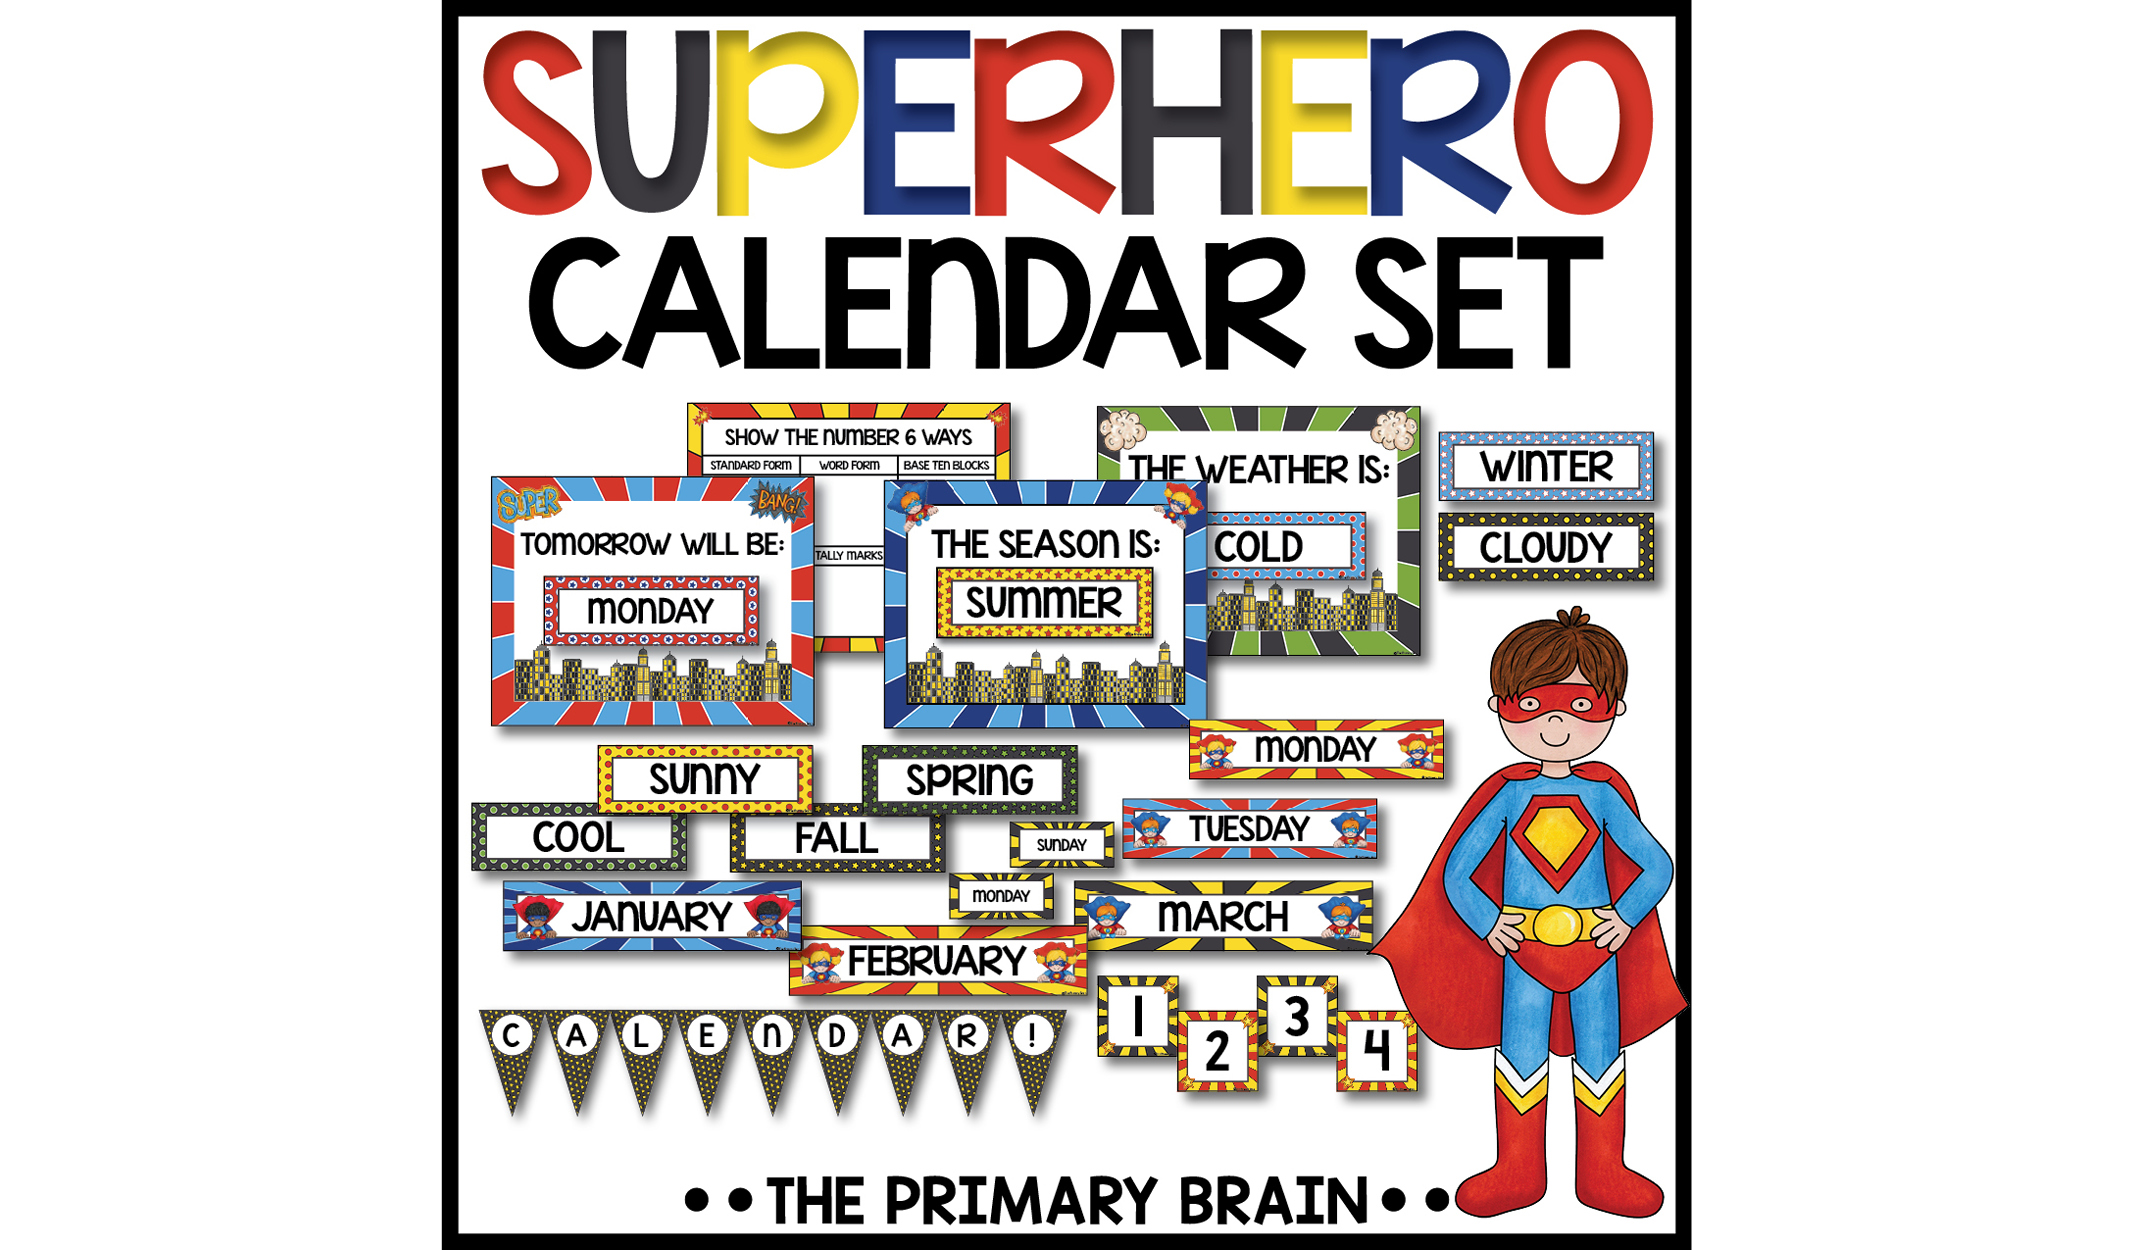 SUPERHERO
CALENDAR SET
SHOW THE NUMBER 6 WAYS
STANDARD FORM WORD FORM BASE TEN BLOCKS
TALLY MARKS
SUPER
BANG!
TOMORROW WILL BE:
MONDAY
THE SEASON IS:
SUMMER
THE WEATHER IS:
COLD
WINTER
CLOUDY
MONDAY
SUNNY
SPRING
TUESDAY
COOL
FALL
SUNDAY
MONDAY
JANUARY
FEBRUARY
MARCH
1
2
3
4
CALENDAR!
••THE PRIMARY BRAIN••